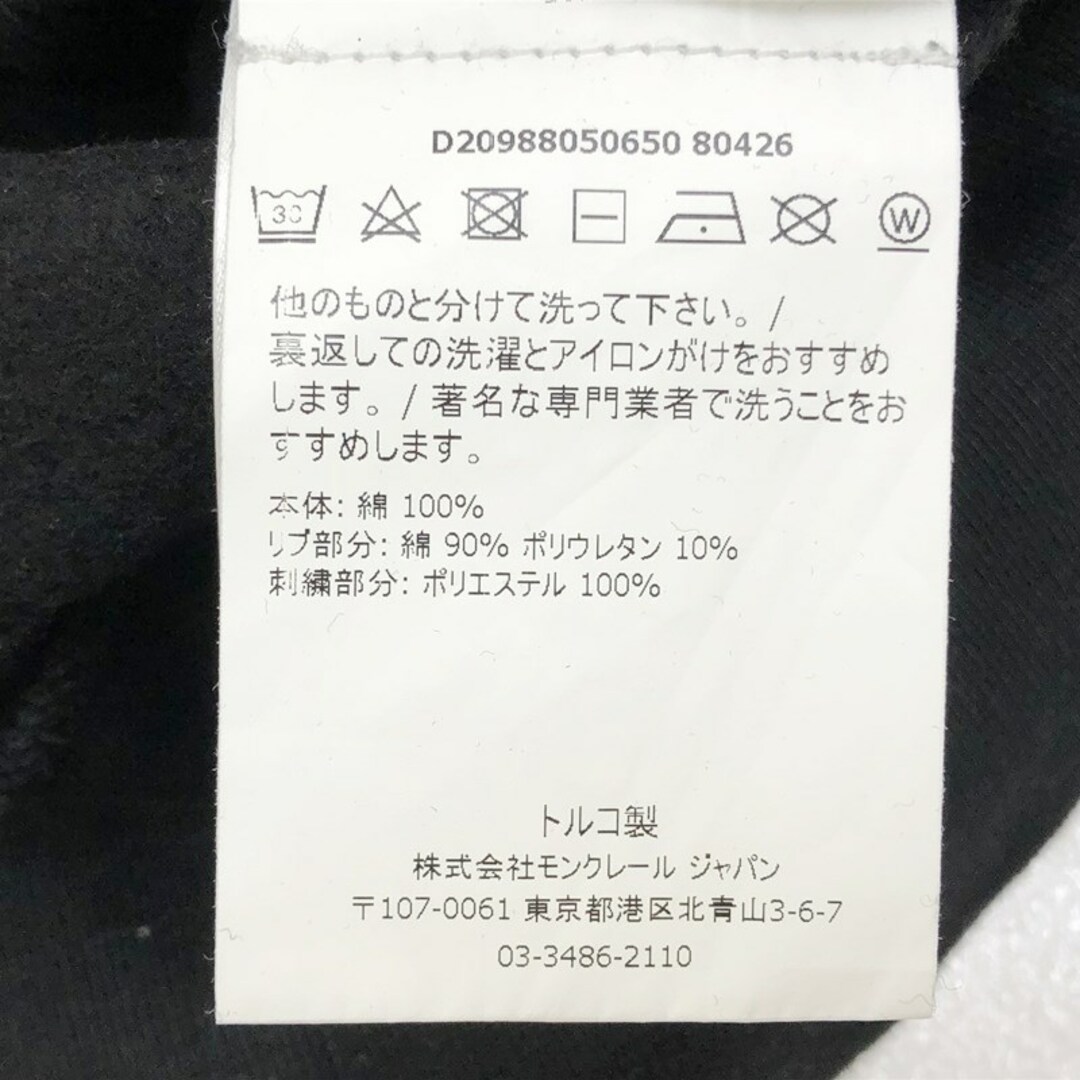 D20988050650 80426
30 W
他のものと分けて洗って下さい。/
裏返しての洗濯とアイロンがけをおすすめ
します。/ 著名な専門業者で洗うことをお
すすめします。
本体: 綿 100%
リブ部分: 綿 90% ポリウレタン 10%
刺繍部分: ポリエステル 100%
トルコ製
株式会社モンクレール ジャパン
〒107-0061 東京都港区北青山3-6-7
03-3486-2110